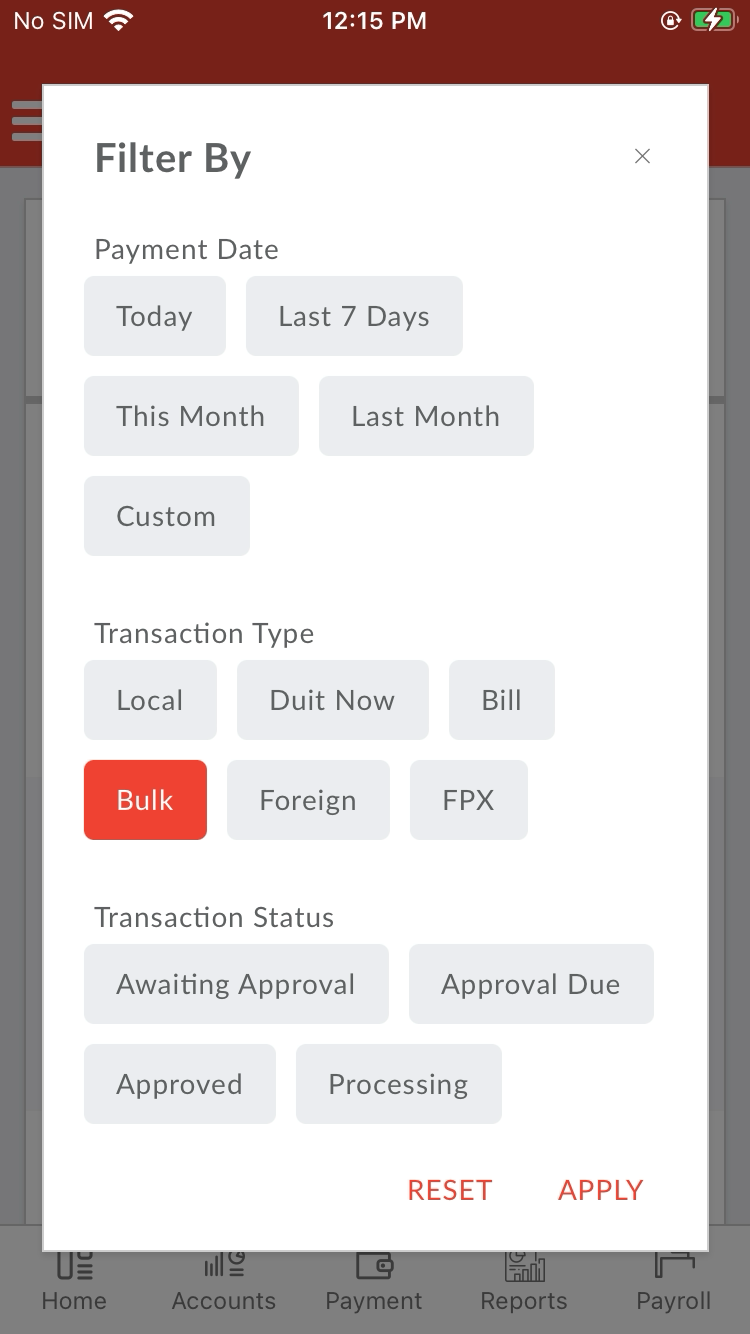 No SIM 12:15 PM
Filter By
Payment Date
Today Last 7 Days
This Month Last Month
Custom
Transaction Type
Local Duit Now Bill
Bulk Foreign FPX
Transaction Status
Awaiting Approval Approval Due
Approved Processing
RESET APPLY
Home Accounts Payment Reports Payroll